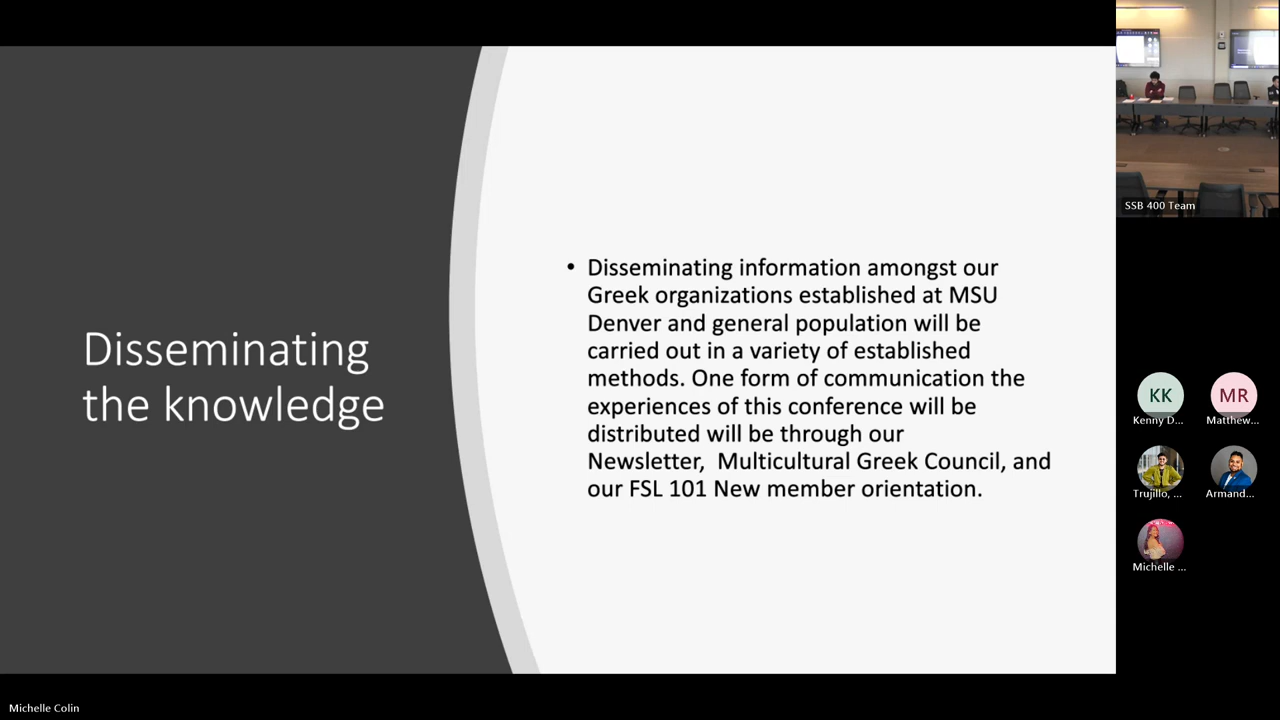 Disseminating
the knowledge
• Disseminating information amongst our
Greek organizations established at MSU
Denver and general population will be
carried out in a variety of established
methods. One form of communication the
experiences of this conference will be
distributed will be through our
Newsletter,  Multicultural Greek Council, and
our FSL 101 New member orientation.
SSB 400 Team
KK
MR
Kenny D...
Matthew...
Trujillo, ...
Armand...
Michelle ...
Michelle Colin